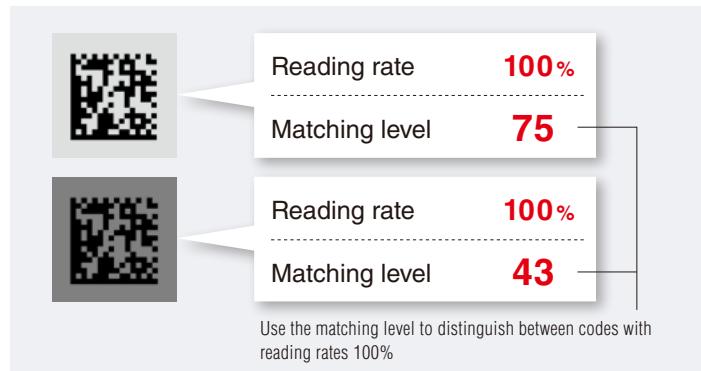 Reading rate 100%
Matching level 75
Reading rate 100%
Matching level 43
Use the matching level to distinguish between codes with
reading rates 100%